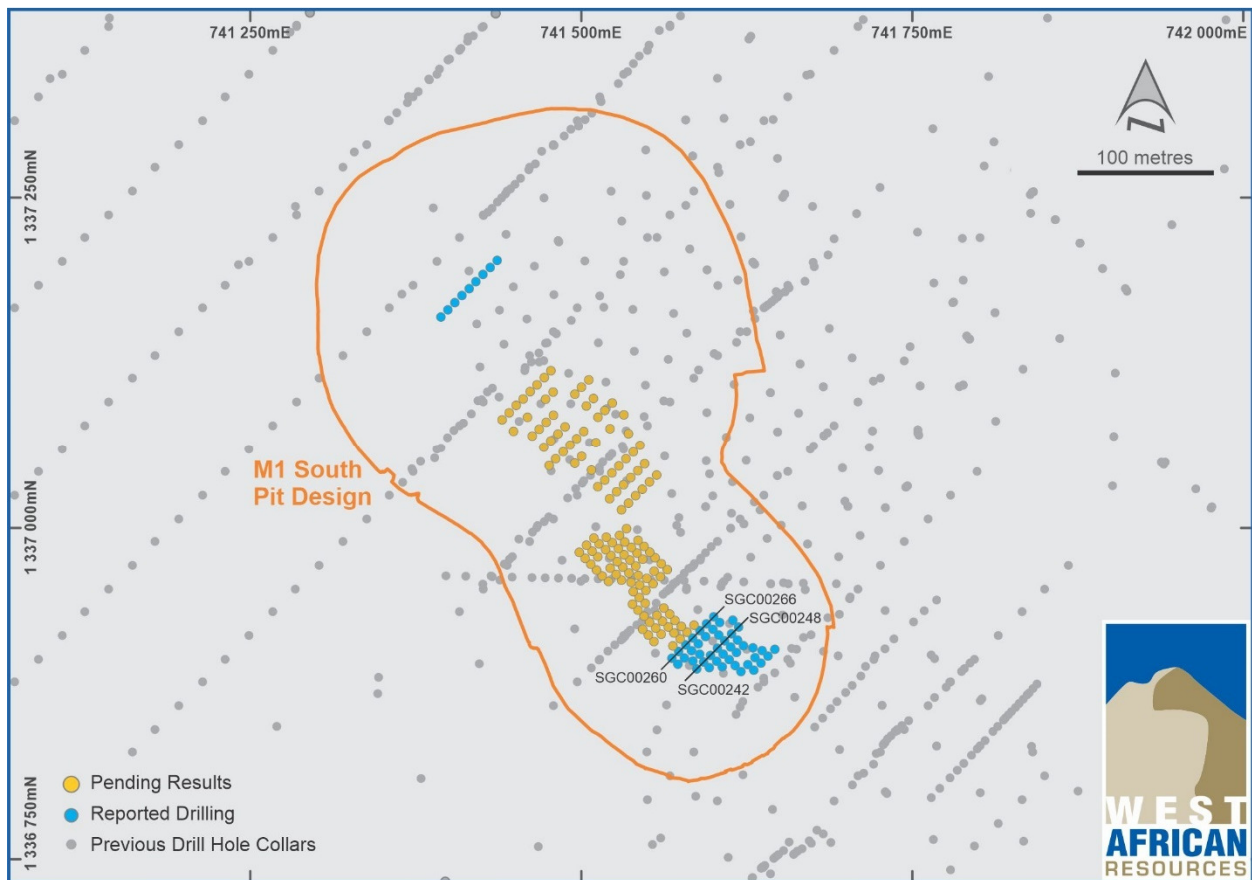 741 250mE
741 500mE
741 750mE
742 000mE
1 337 250mN
1 337 000mN
1 336 750mN
N
100 metres
M1 South
Pit Design
SGC00266
SGC00248
SGC00260
SGC00242
Pending Results
Reported Drilling
Previous Drill Hole Collars
WEST
AFRICAN
RESOURCES